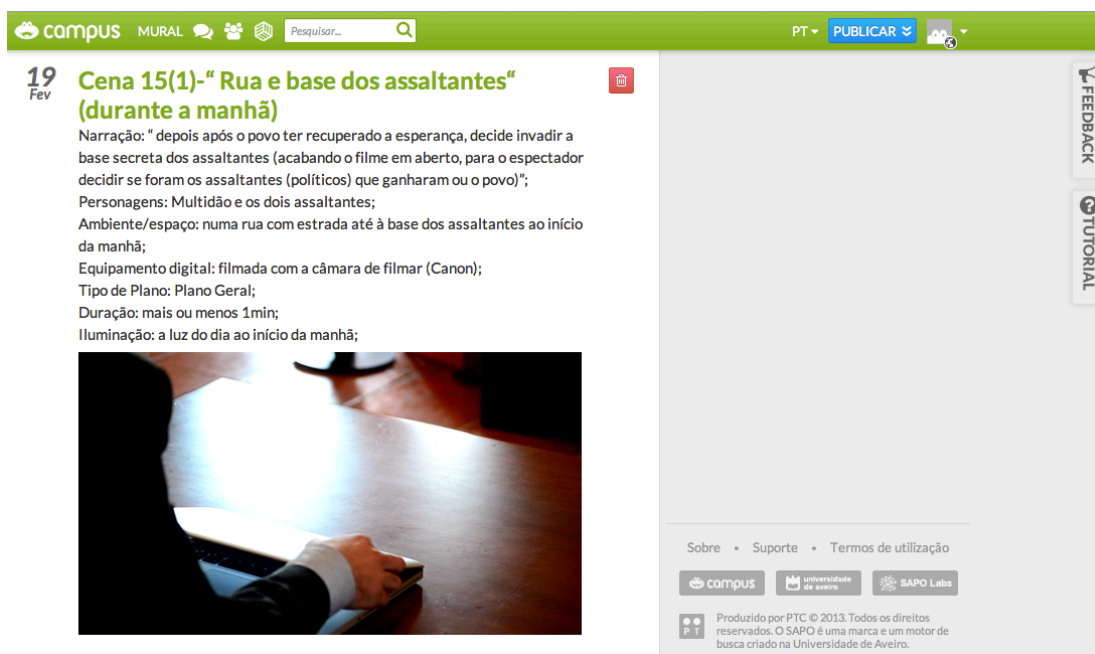 campus MURAL Pesquisar... PT PUBLICAR
19
Fev
Cena 15(1)-“ Rua e base dos assaltantes“
(durante a manhã)
Narração: “ depois após o povo ter recuperado a esperança, decide invadir a
base secreta dos assaltantes (acabando o filme em aberto, para o espectador
decidir se foram os assaltantes (políticos) que ganharam ou o povo)”;
Personagens: Multidão e os dois assaltantes;
Ambiente/espaço: numa rua com estrada até à base dos assaltantes ao início
da manhã;
Equipamento digital: filmada com a câmara de filmar (Canon);
Tipo de Plano: Plano Geral;
Duração: mais ou menos 1min;
Iluminação: a luz do dia ao início da manhã;
FEEDBACK
TUTORIAL
Sobre • Suporte • Termos de utilização
campus
universidade
de aveiro
SAPO Labs
PT
Produzido por PTC © 2013. Todos os direitos
reservados. O SAPO é uma marca e um motor de
busca criado na Universidade de Aveiro.